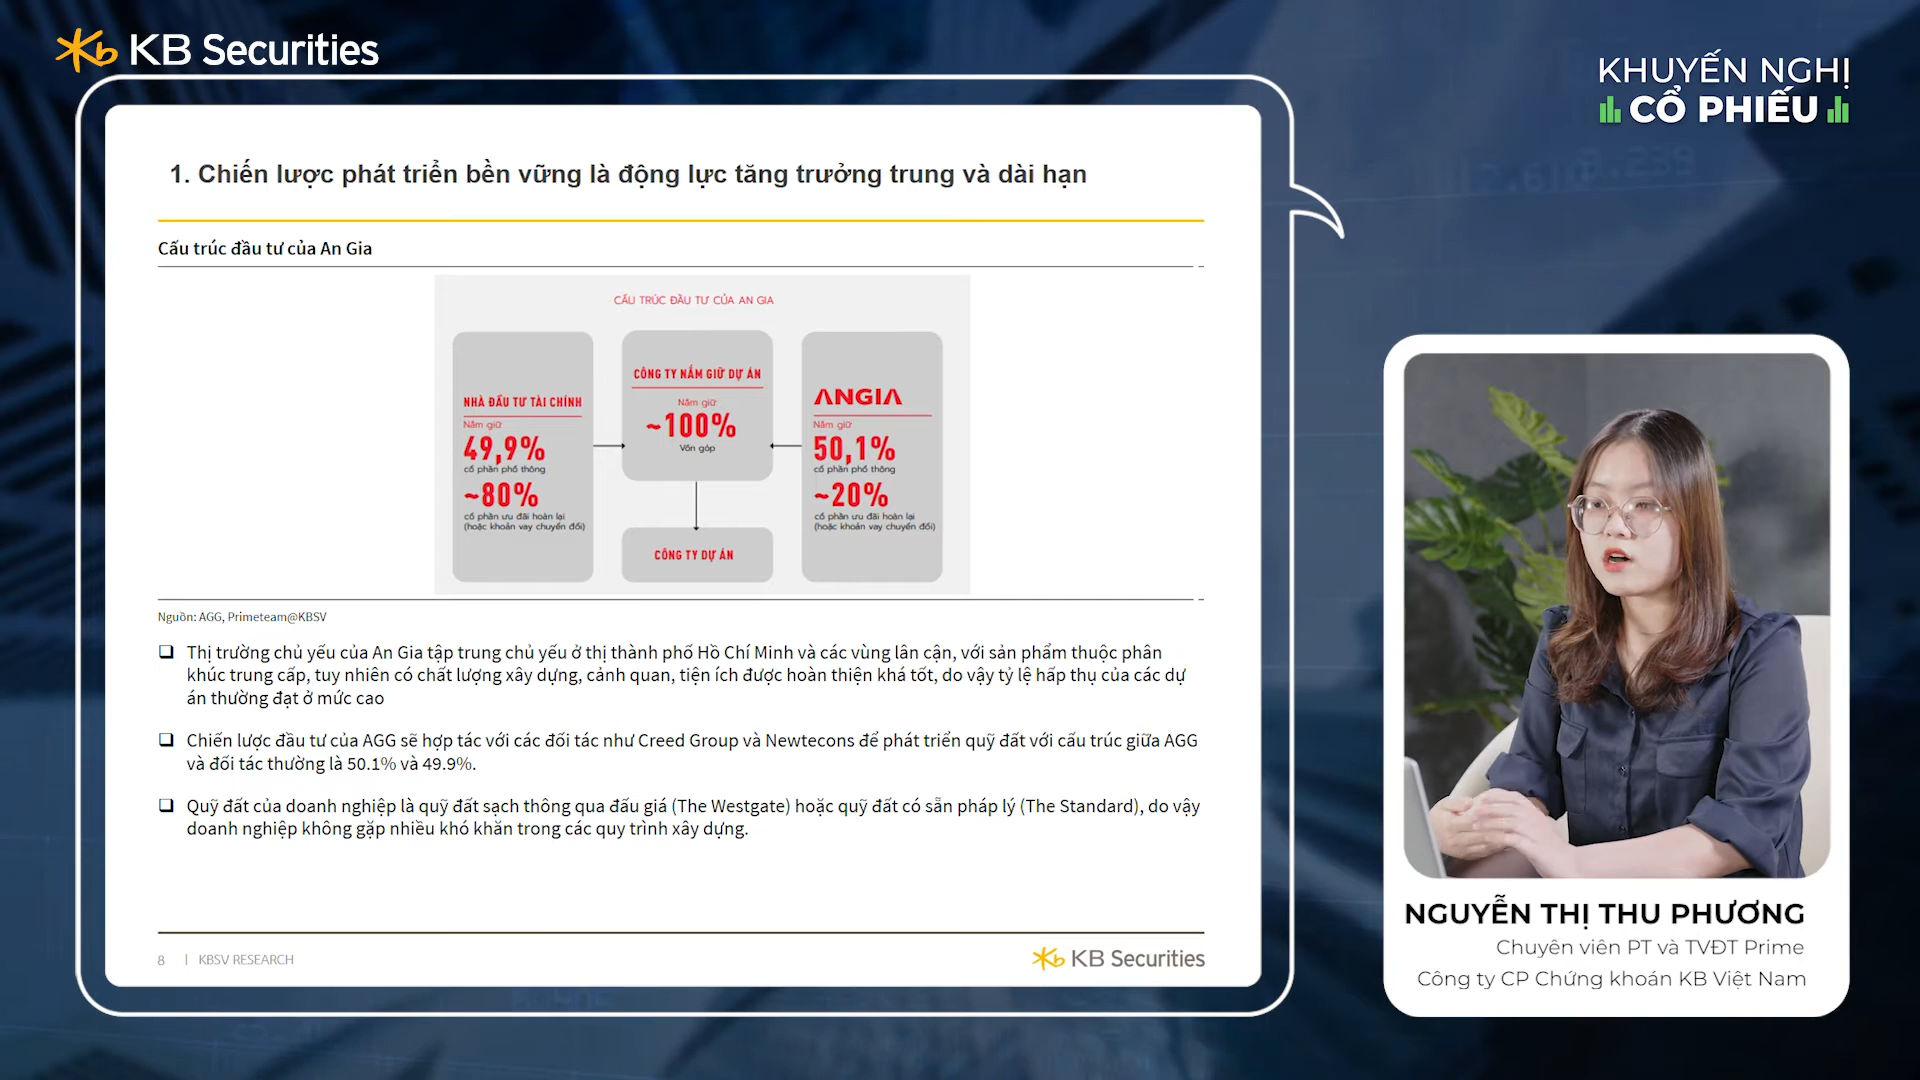 KB Securities
KHUYẾN NGHỊ
CỔ PHIẾU
1. Chiến lược phát triển bền vững là động lực tăng trưởng trung và dài hạn
Cấu trúc đầu tư của An Gia
CẤU TRÚC ĐẦU TƯ CỦA AN GIA
NHÀ ĐẦU TƯ TÀI CHÍNH
Nắm giữ
49,9%
cổ phần phổ thông
~80%
cổ phần ưu đãi hoàn lại
(hoặc khoản vay chuyển đổi)
CÔNG TY NẮM GIỮ DỰ ÁN
Nắm giữ
~100%
Vốn góp
CÔNG TY DỰ ÁN
ANGIA
Nắm giữ
50,1%
cổ phần phổ thông
~20%
cổ phần ưu đãi hoàn lại
(hoặc khoản vay chuyển đổi)
Nguồn: AGG, Primeteam@KBSV
Thị trường chủ yếu của An Gia tập trung chủ yếu ở thị thành phố Hồ Chí Minh và các vùng lân cận, với sản phẩm thuộc phân
khúc trung cấp, tuy nhiên có chất lượng xây dựng, cảnh quan, tiện ích được hoàn thiện khá tốt, do vậy tỷ lệ hấp thụ của các dự
án thường đạt ở mức cao
Chiến lược đầu tư của AGG sẽ hợp tác với các đối tác như Creed Group và Newtecons để phát triển quỹ đất với cấu trúc giữa AGG
và đối tác thường là 50.1% và 49.9%.
Quỹ đất của doanh nghiệp là quỹ đất sạch thông qua đấu giá (The Westgate) hoặc quỹ đất có sẵn pháp lý (The Standard), do vậy
doanh nghiệp không gặp nhiều khó khăn trong các quy trình xây dựng.
8 | KBSV RESEARCH
KB Securities
NGUYỄN THỊ THU PHƯƠNG
Chuyên viên PT và TVĐT Prime
Công ty CP Chứng khoán KB Việt Nam